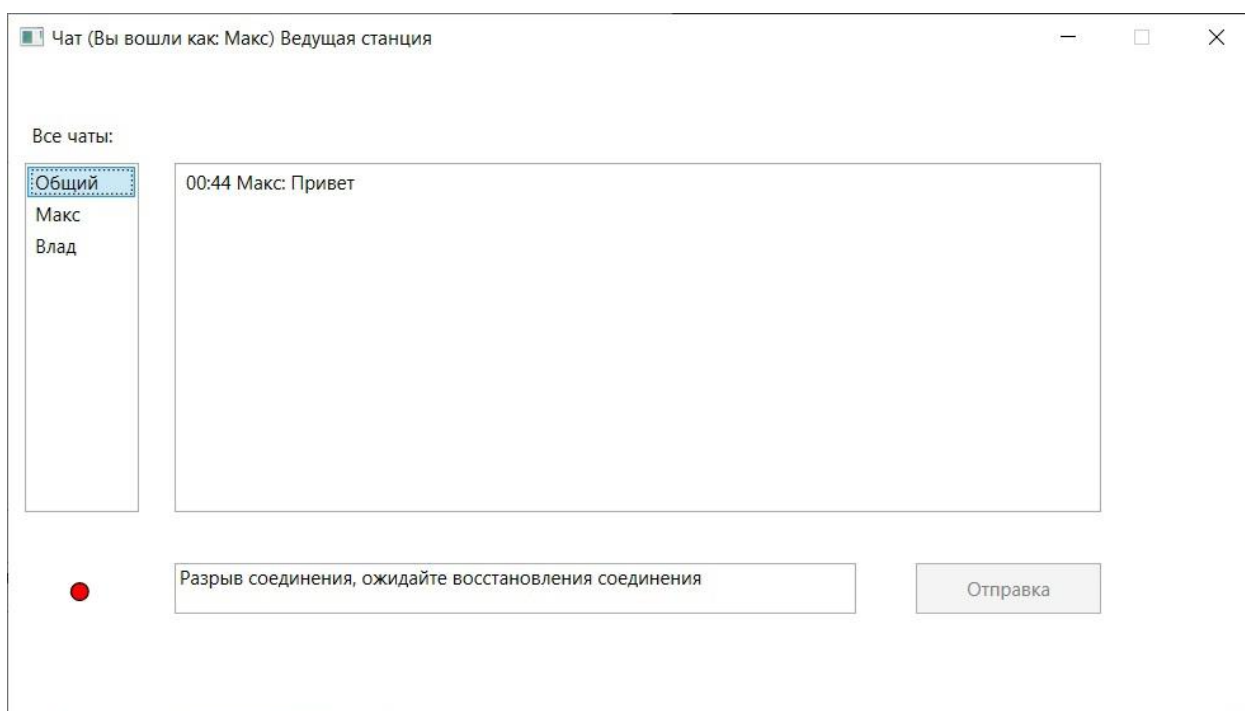 Чат (Вы вошли как: Макс) Ведущая станция
Все чаты:
Общий
Макс
Влад
00:44 Макс: Привет
Разрыв соединения, ожидайте восстановления соединения
Отправка